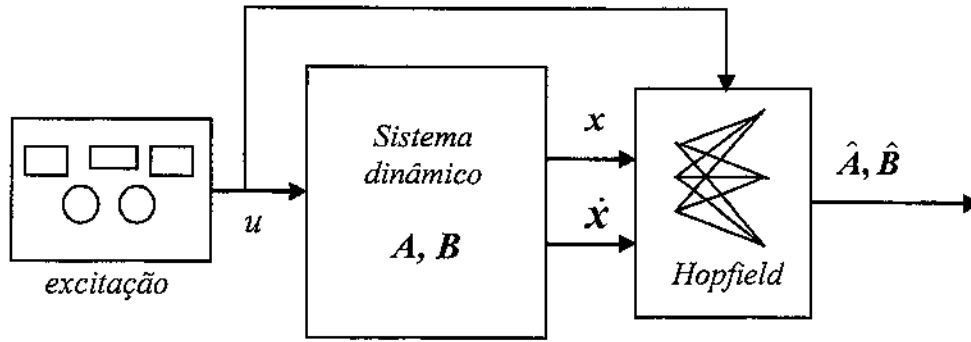 excitação
u
Sistema
dinâmico
A, B
x
ẋ
Hopfield
Â, B̂